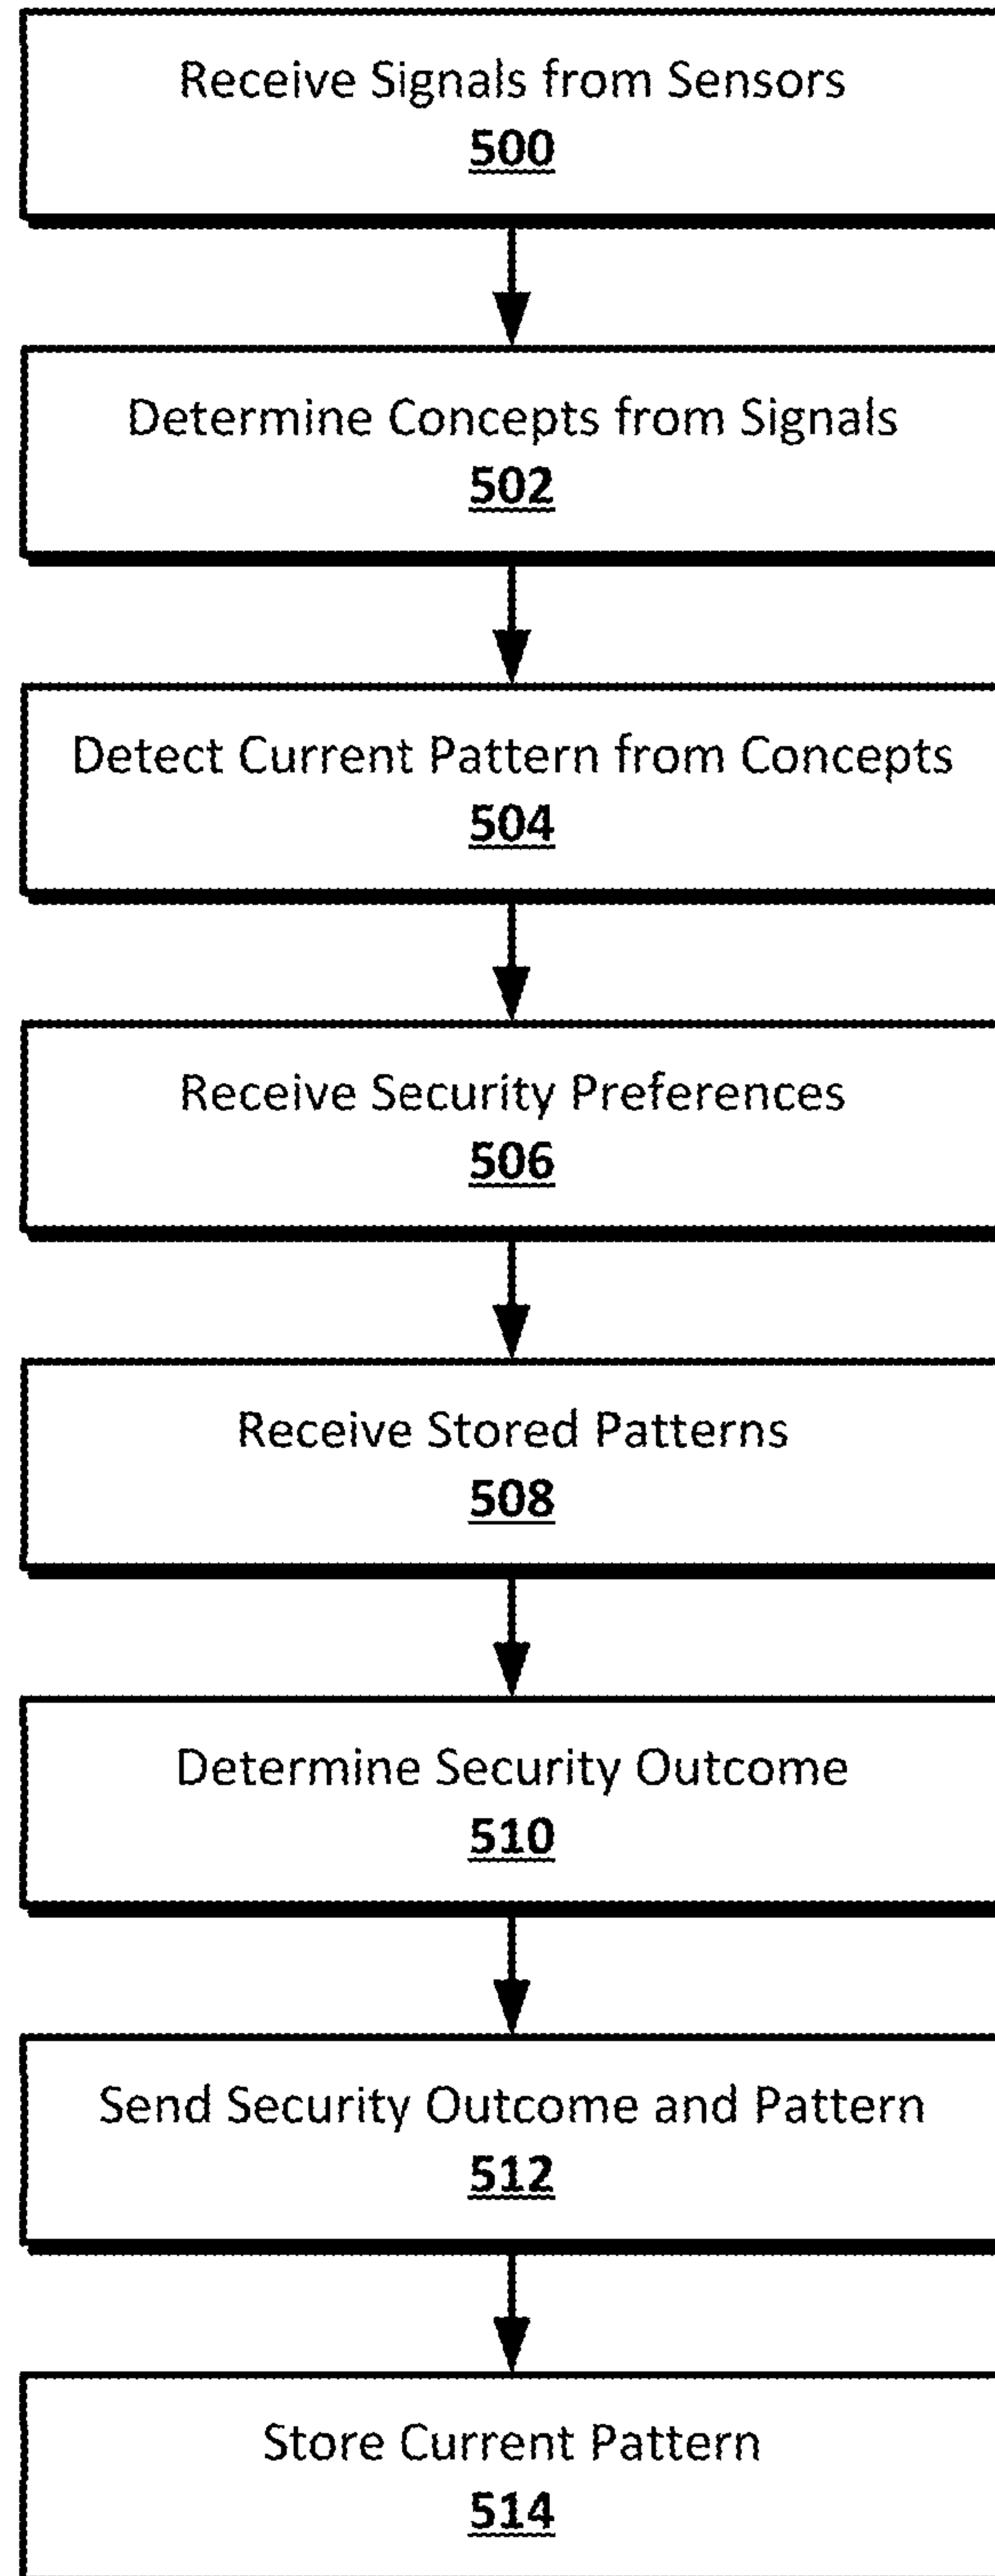 Receive Signals from Sensors
500
Determine Concepts from Signals
502
Detect Current Pattern from Concepts
504
Receive Security Preferences
506
Receive Stored Patterns
508
Determine Security Outcome
510
Send Security Outcome and Pattern
512
Store Current Pattern
514